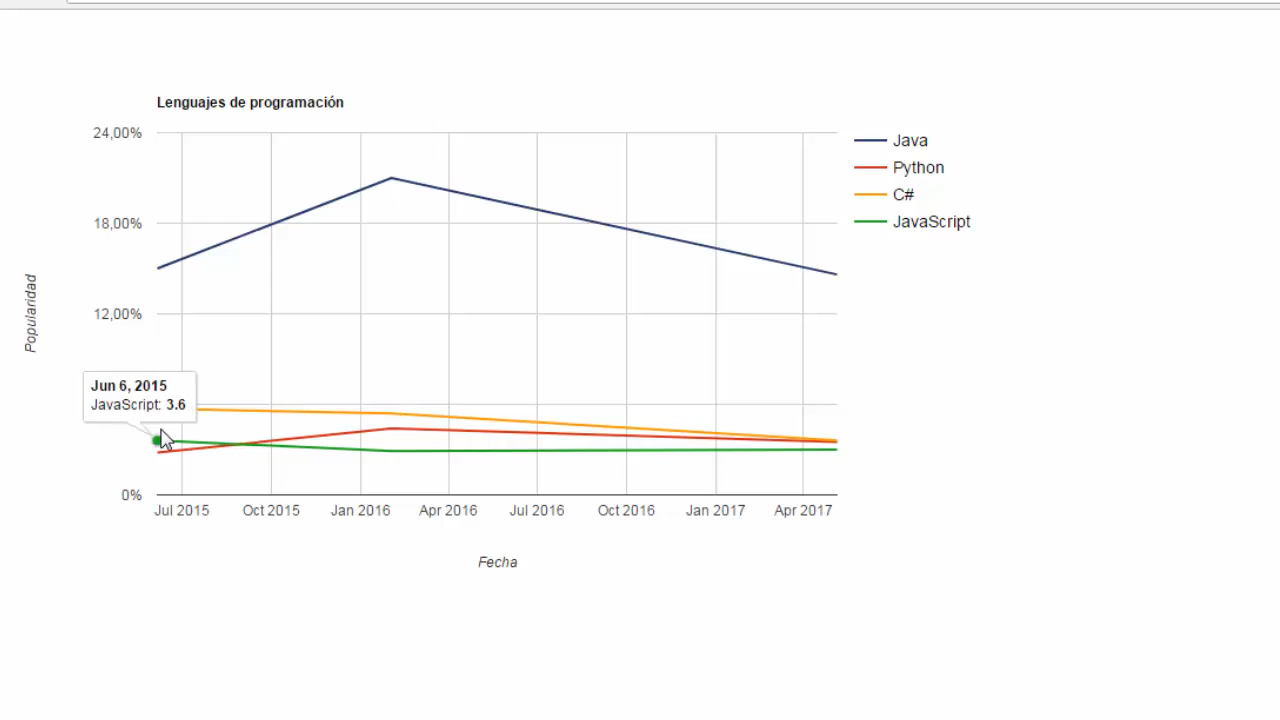 Lenguajes de programación
24,00%
18,00%
12,00%
0%
Popularidad
Java
Python
C#
JavaScript
Jun 6, 2015
JavaScript: 3.6
Jul 2015 Oct 2015 Jan 2016 Apr 2016 Jul 2016 Oct 2016 Jan 2017 Apr 2017
Fecha